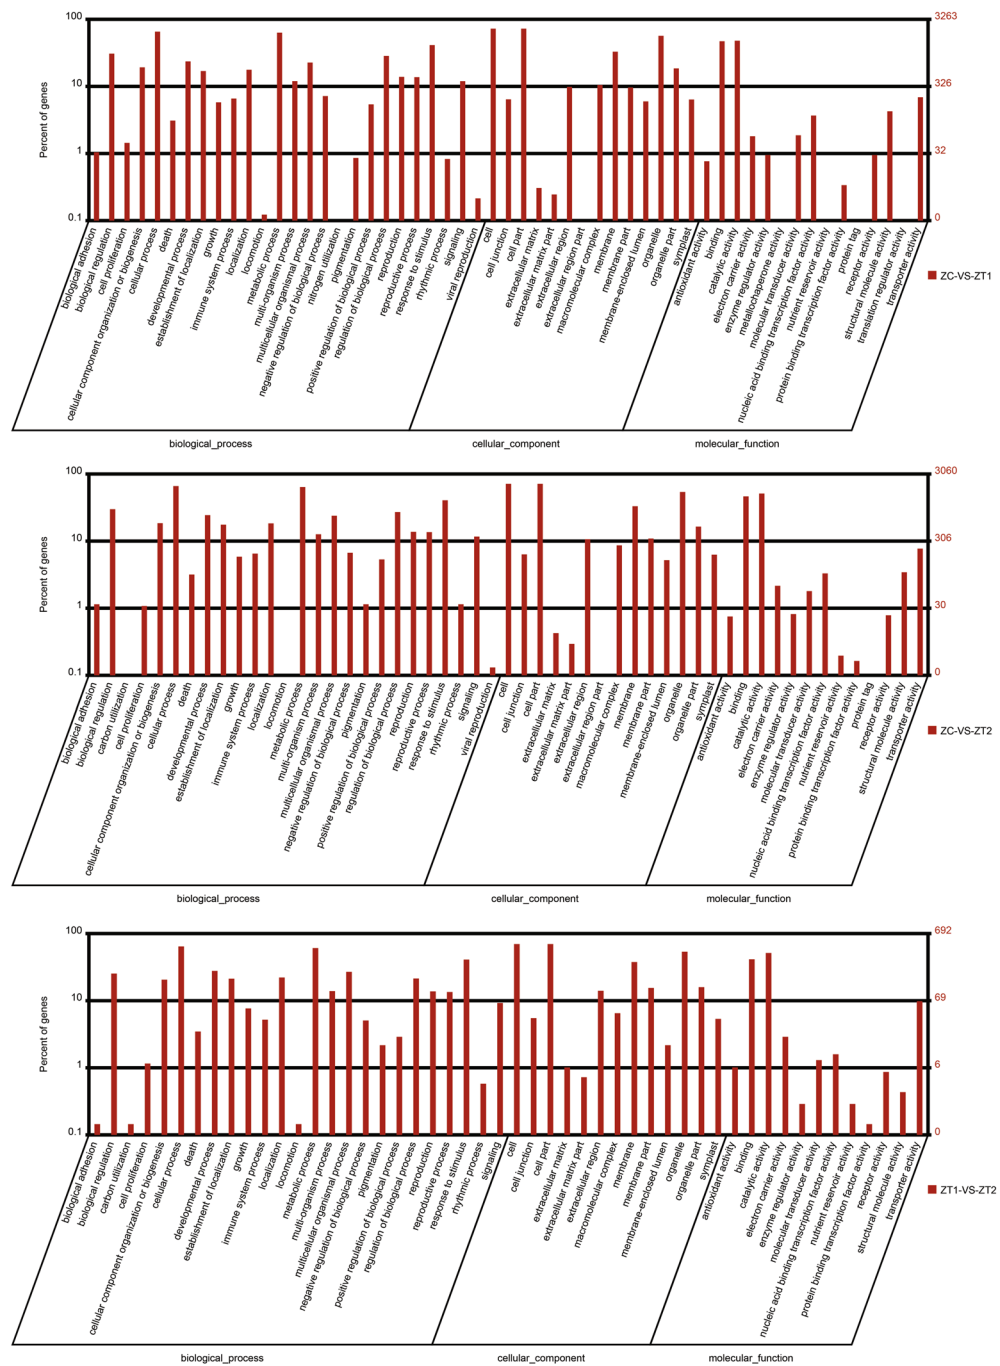 100
3263
10
326
1
32
0.1
0
Percent of genes
biological adhesion
biological regulation
cell proliferation
cellular component organization or biogenesis
cellular process
death
developmental process
establishment of localization
growth
immune system process
localization
locomotion
metabolic process
multi-organism process
multicellular organismal process
negative regulation of biological process
nitrogen utilization
pigmentation
positive regulation of biological process
regulation of biological process
reproduction
reproductive process
response to stimulus
rhythmic process
signaling
viral reproduction
cell
cell junction
cell part
extracellular matrix
extracellular matrix part
extracellular region
extracellular region part
macromolecular complex
membrane
membrane part
membrane-enclosed lumen
organelle
organelle part
symplast
antioxidant activity
binding
catalytic activity
electron carrier activity
enzyme regulator activity
metallochaperone activity
molecular transducer activity
nucleic acid binding transcription factor activity
nutrient reservoir activity
protein binding transcription factor activity
protein tag
receptor activity
structural molecule activity
translation regulator activity
transporter activity
biological_process
cellular_component
molecular_function
ZC-VS-ZT1
100
3060
10
306
1
30
0.1
0
Percent of genes
biological adhesion
biological regulation
carbon utilization
cell proliferation
cellular component organization or biogenesis
cellular process
death
developmental process
establishment of localization
growth
immune system process
localization
locomotion
metabolic process
multi-organism process
multicellular organismal process
negative regulation of biological process
pigmentation
positive regulation of biological process
regulation of biological process
reproduction
reproductive process
response to stimulus
rhythmic process
signaling
viral reproduction
cell
cell junction
cell part
extracellular matrix
extracellular matrix part
extracellular region
extracellular region part
macromolecular complex
membrane
membrane part
membrane-enclosed lumen
organelle
organelle part
symplast
antioxidant activity
binding
catalytic activity
electron carrier activity
enzyme regulator activity
molecular transducer activity
nucleic acid binding transcription factor activity
nutrient reservoir activity
protein binding transcription factor activity
protein tag
receptor activity
structural molecule activity
transporter activity
biological_process
cellular_component
molecular_function
ZC-VS-ZT2
100
692
10
69
1
6
0.1
0
Percent of genes
biological adhesion
biological regulation
carbon utilization
cell proliferation
cellular component organization or biogenesis
cellular process
death
developmental process
establishment of localization
growth
immune system process
localization
locomotion
metabolic process
multi-organism process
multicellular organismal process
negative regulation of biological process
pigmentation
positive regulation of biological process
regulation of biological process
reproduction
reproductive process
response to stimulus
rhythmic process
signaling
cell
cell junction
cell part
extracellular matrix
extracellular matrix part
extracellular region
macromolecular complex
membrane
membrane part
membrane-enclosed lumen
organelle
organelle part
symplast
antioxidant activity
binding
catalytic activity
electron carrier activity
enzyme regulator activity
molecular transducer activity
nucleic acid binding transcription factor activity
nutrient reservoir activity
protein binding transcription factor activity
receptor activity
structural molecule activity
transporter activity
biological_process
cellular_component
molecular_function
ZT1-VS-ZT2